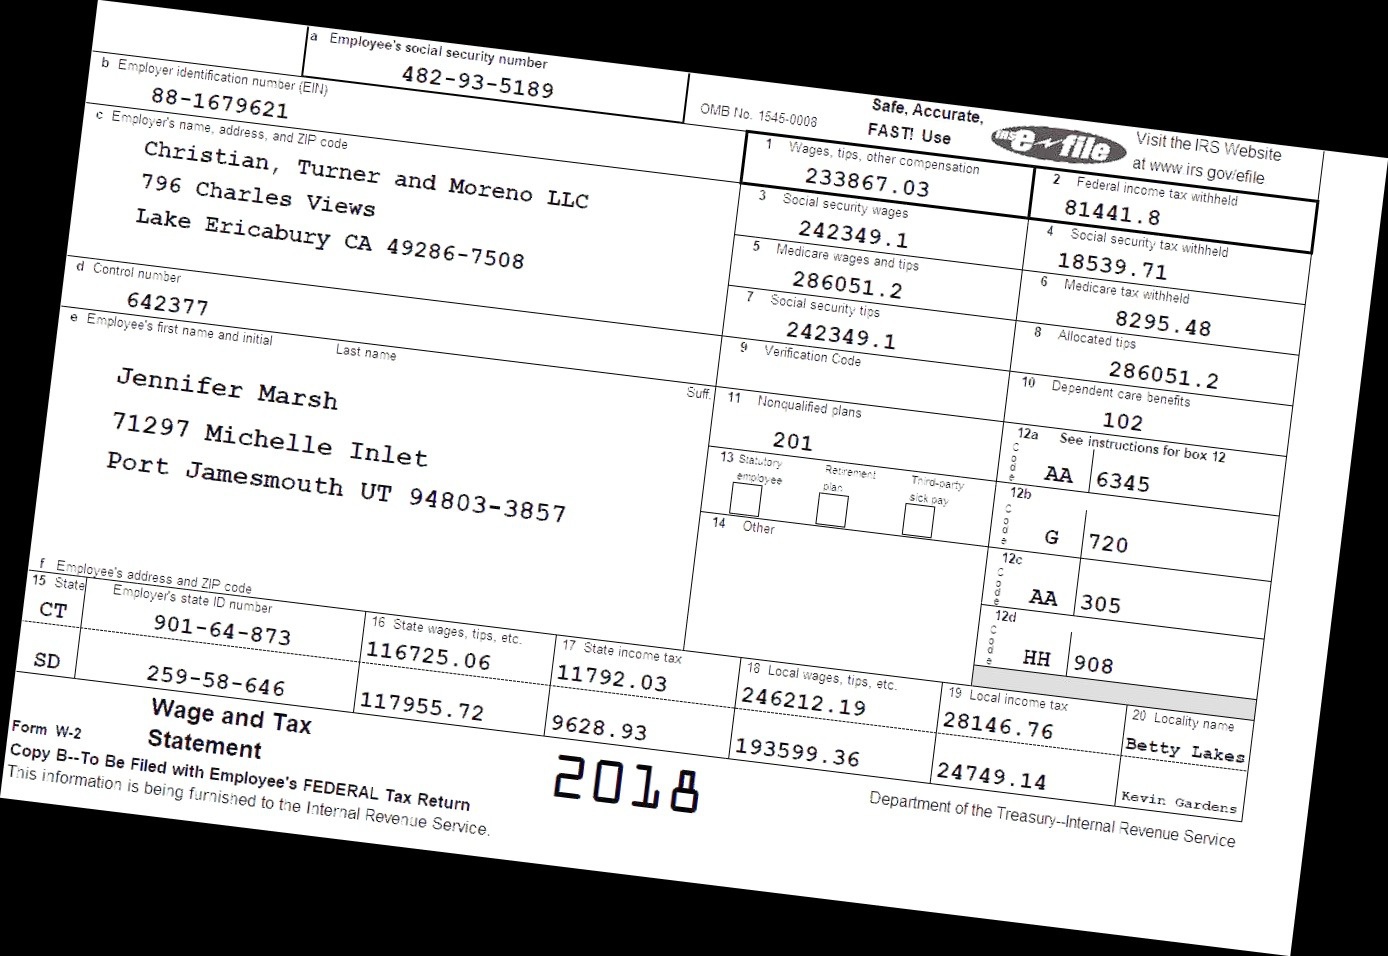 a Employee's social security number
482-93-5189
OMB No. 1545-0008
Safe, Accurate,
FAST! Use
IRS e-file
Visit the IRS Website
at www irs gov/efile
b Employer identification number (EIN)
88-1679621
c Employer's name, address, and ZIP code
Christian, Turner and Moreno LLC
796 Charles Views
Lake Ericabury CA 49286-7508
d Control number
642377
e Employee's first name and initial
Last name
Suff.
Jennifer Marsh
71297 Michelle Inlet
Port Jamesmouth UT 94803-3857
f Employee's address and ZIP code
1 Wages, tips, other compensation
233867.03
2 Federal income tax withheld
81441.8
3 Social security wages
242349.1
4 Social security tax withheld
18539.71
5 Medicare wages and tips
286051.2
6 Medicare tax withheld
8295.48
7 Social security tips
242349.1
8 Allocated tips
286051.2
9 Verification Code
10 Dependent care benefits
102
11 Nonqualified plans
201
12a See instructions for box 12
Code AA 6345
13 Statutory employee
Retirement plan
Third-party sick pay
12b
Code G 720
14 Other
12c
Code AA 305
12d
Code HH 908
15 State
Employer's state ID number
16 State wages, tips, etc.
17 State income tax
18 Local wages, tips, etc.
19 Local income tax
20 Locality name
CT 901-64-873 116725.06 11792.03 246212.19 28146.76 Betty Lakes
SD 259-58-646 117955.72 9628.93 193599.36 24749.14 Kevin Gardens
Form W-2
Wage and Tax
Statement
2018
Copy B--To Be Filed with Employee's FEDERAL Tax Return
This information is being furnished to the Internal Revenue Service.
Department of the Treasury--Internal Revenue Service